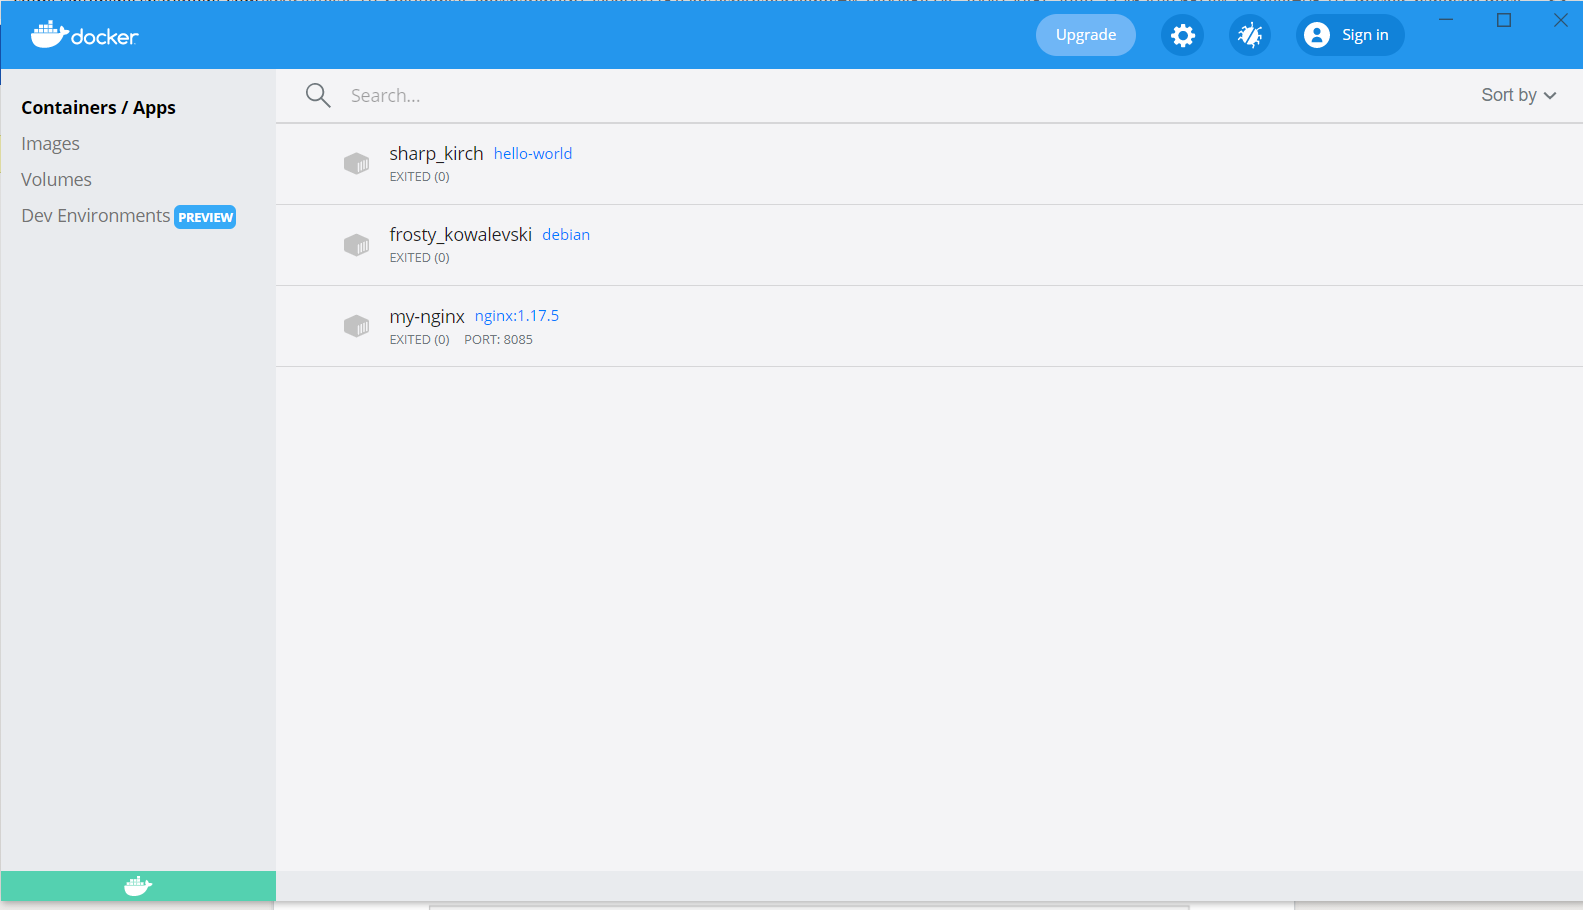 docker
Upgrade
Sign in
Containers / Apps
Images
Volumes
Dev Environments PREVIEW
Search...
Sort by
sharp_kirch hello-world
EXITED (0)
frosty_kowalevski debian
EXITED (0)
my-nginx nginx:1.17.5
EXITED (0) PORT: 8085